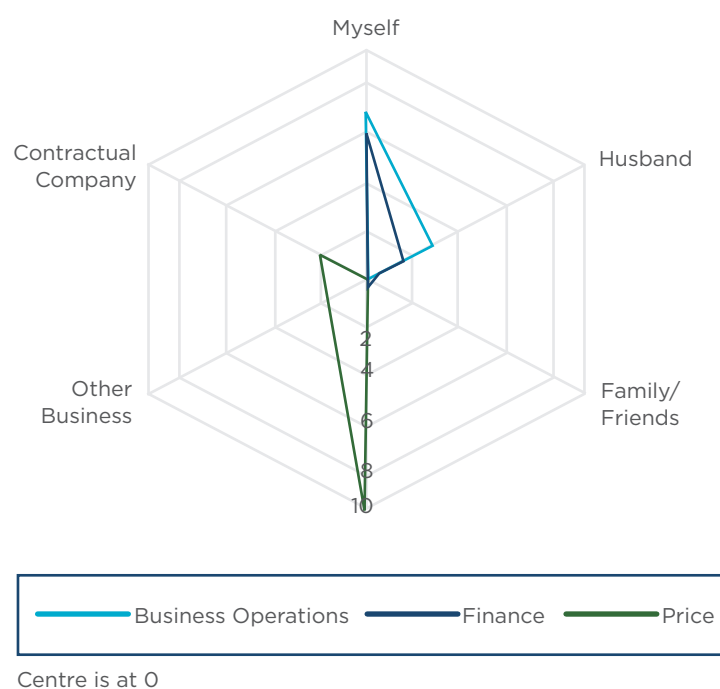 Myself
Contractual
Company
Husband
Other
Business
Family/
Friends
2
4
6
8
10
Business Operations
Finance
Price
Centre is at 0